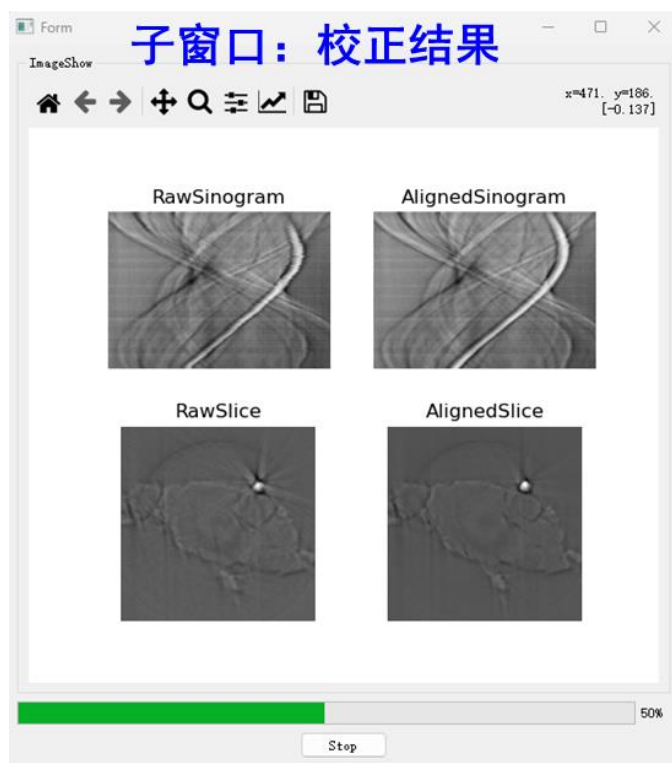 Form
子窗口：校正结果
ImageShow
x=471. y=186.
[-0.137]
RawSinogram
AlignedSinogram
RawSlice
AlignedSlice
50%
Stop